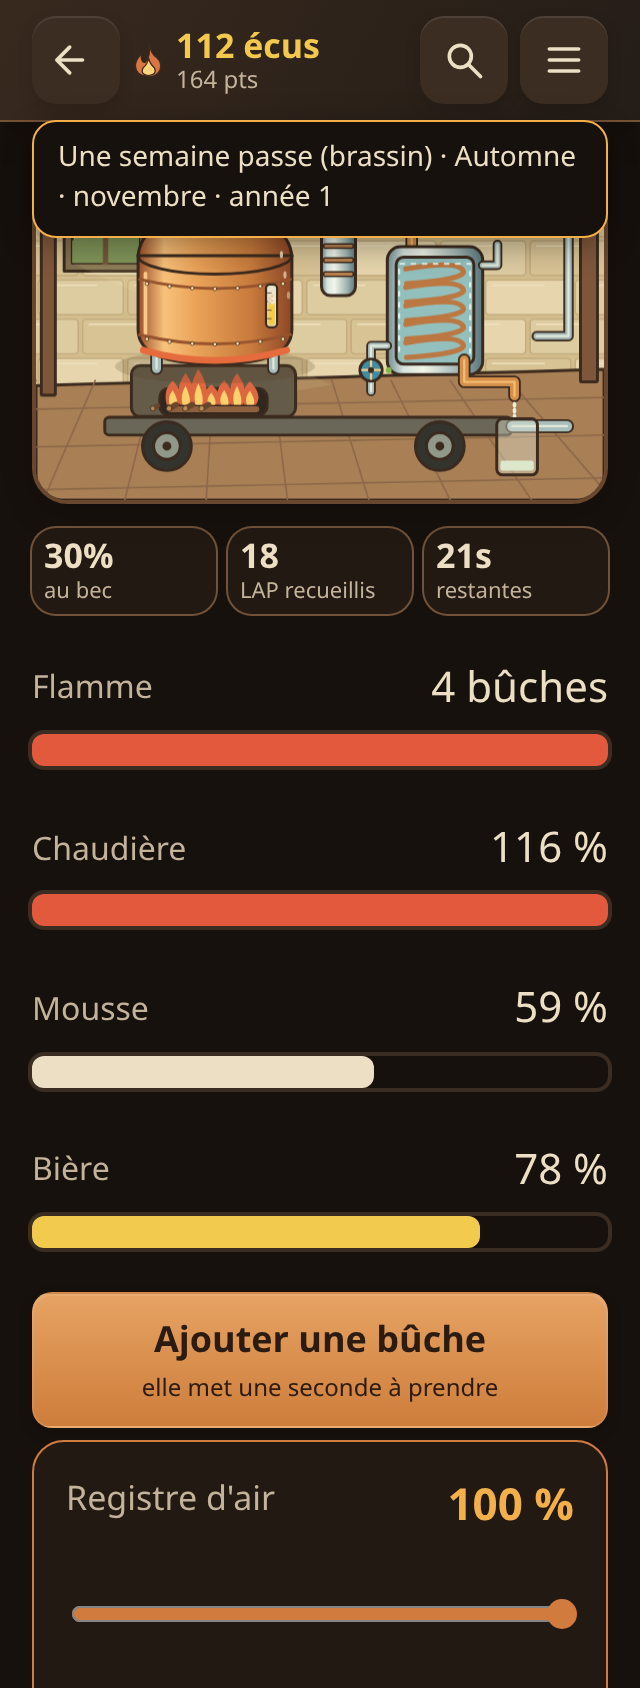 112 écus
164 pts
Une semaine passe (brassin) · Automne
· novembre · année 1
30%
au bec
18
LAP recueillis
21s
restantes
Flamme
4 bûches
Chaudière
116 %
Mousse
59 %
Bière
78 %
Ajouter une bûche
elle met une seconde à prendre
Registre d'air
100 %